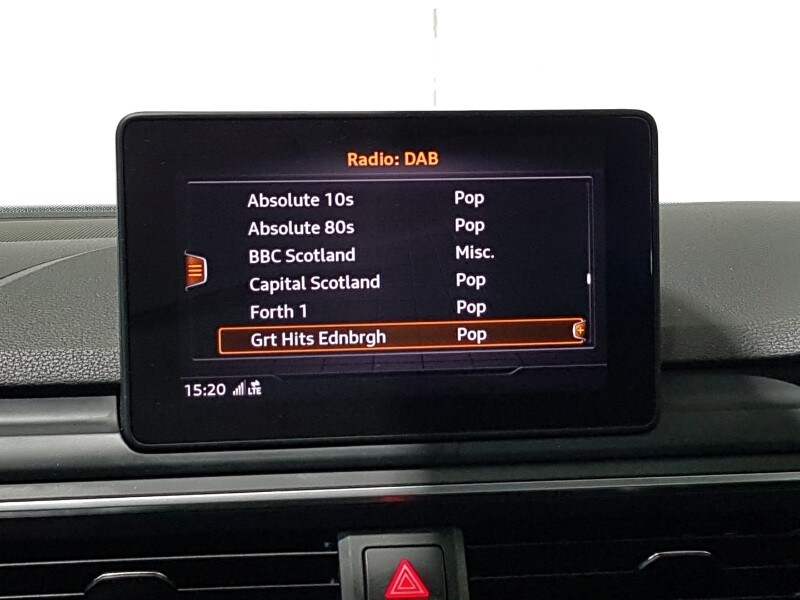 Radio: DAB
Absolute 10s Pop
Absolute 80s Pop
BBC Scotland Misc.
Capital Scotland Pop
Forth 1 Pop
Grt Hits Ednbrgh Pop
15:20 LTE